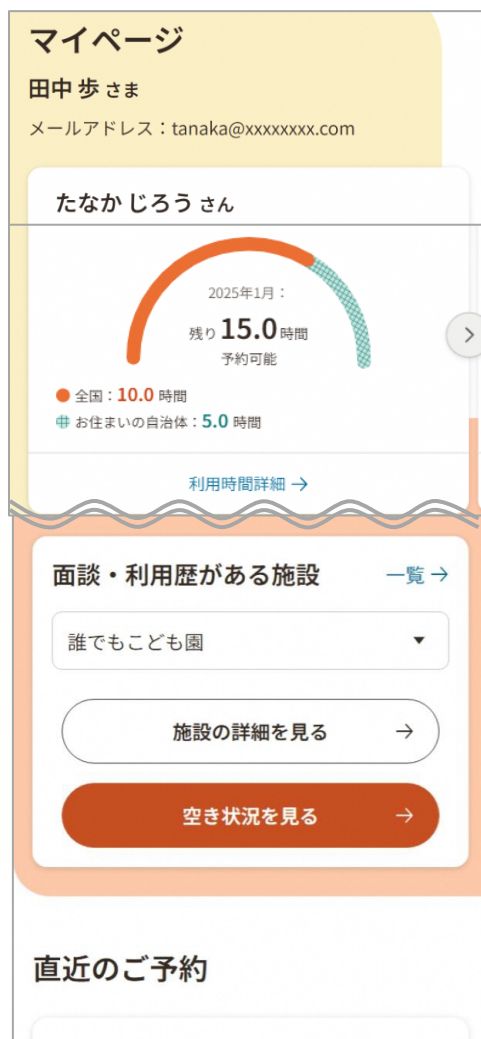 マイページ
田中 歩 さま
メールアドレス：tanaka@xxxxxxxx.com
たなか じろう さん
2025年1月：
残り 15.0 時間
予約可能
全国：10.0 時間
お住まいの自治体：5.0 時間
利用時間詳細 →
面談・利用歴がある施設 一覧 →
誰でもこども園
施設の詳細を見る →
空き状況を見る →
直近のご予約